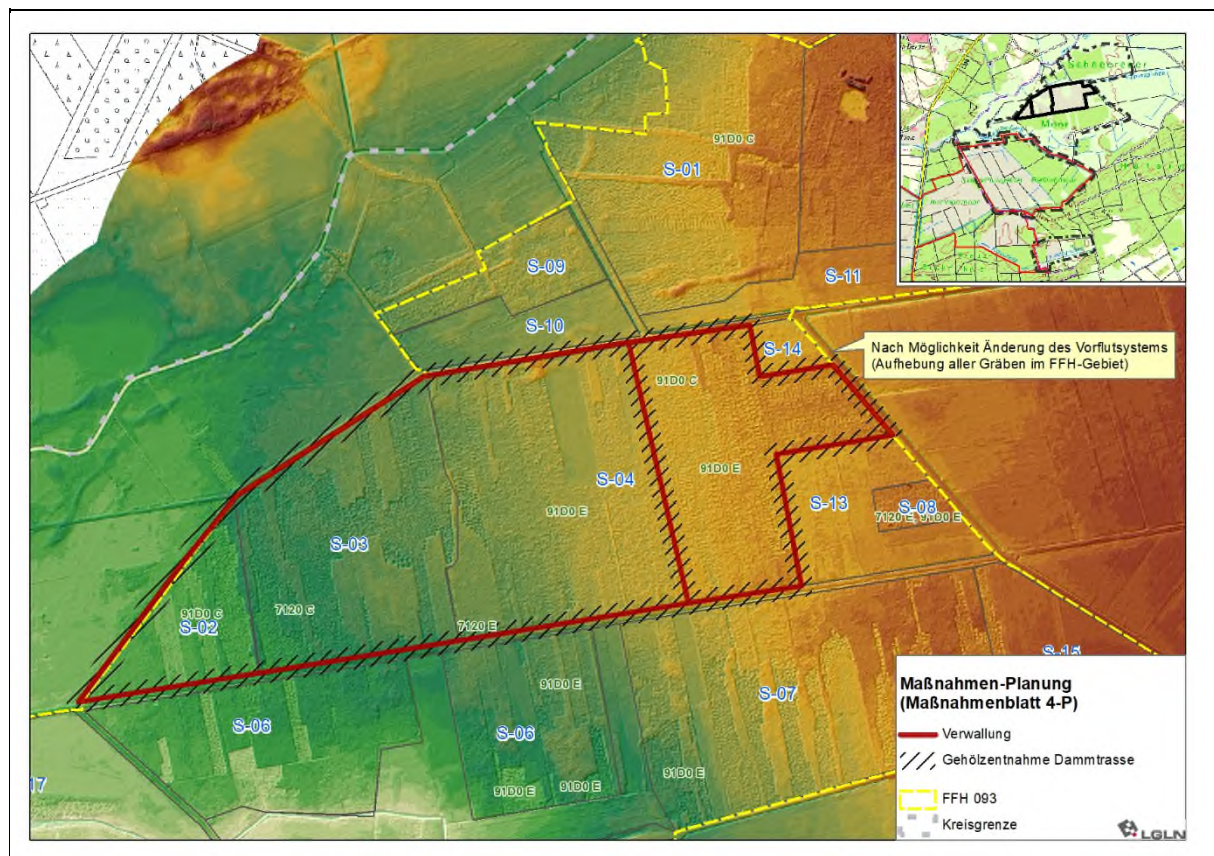 91D0 C
S-01
S-09
S-11
S-10
S-14
Nach Möglichkeit Änderung des Vorflutsystems
(Aufhebung aller Gräben im FFH-Gebiet)
91D0 C
S-04
91D0 E
91D0 E
S-13
S-08
7120 E, 91D0 E
S-03
91D0 C
S-02
7120 C
7120 E
S-15
91D0 E
S-07
S-06
S-06
91D0 E
91D0 E
91D0 E
17
Maßnahmen-Planung
(Maßnahmenblatt 4-P)
Verwallung
Gehölzentnahme Dammtrasse
FFH 093
Kreisgrenze
LGLN